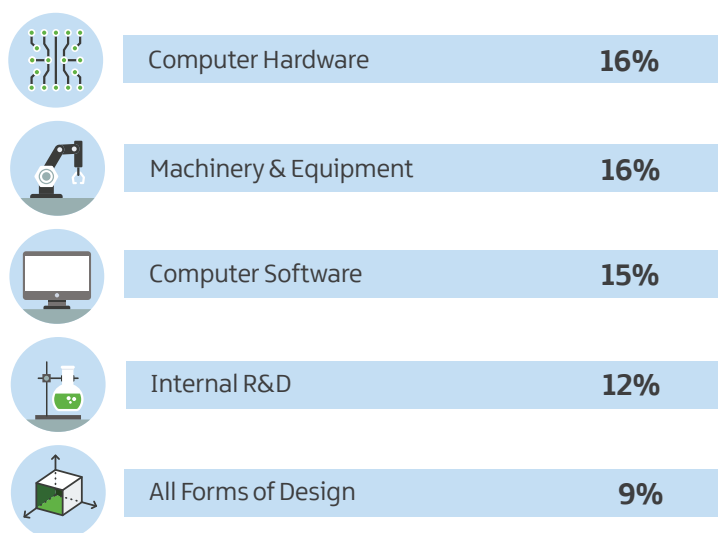 Computer Hardware 16%
Machinery & Equipment 16%
Computer Software 15%
Internal R&D 12%
All Forms of Design 9%